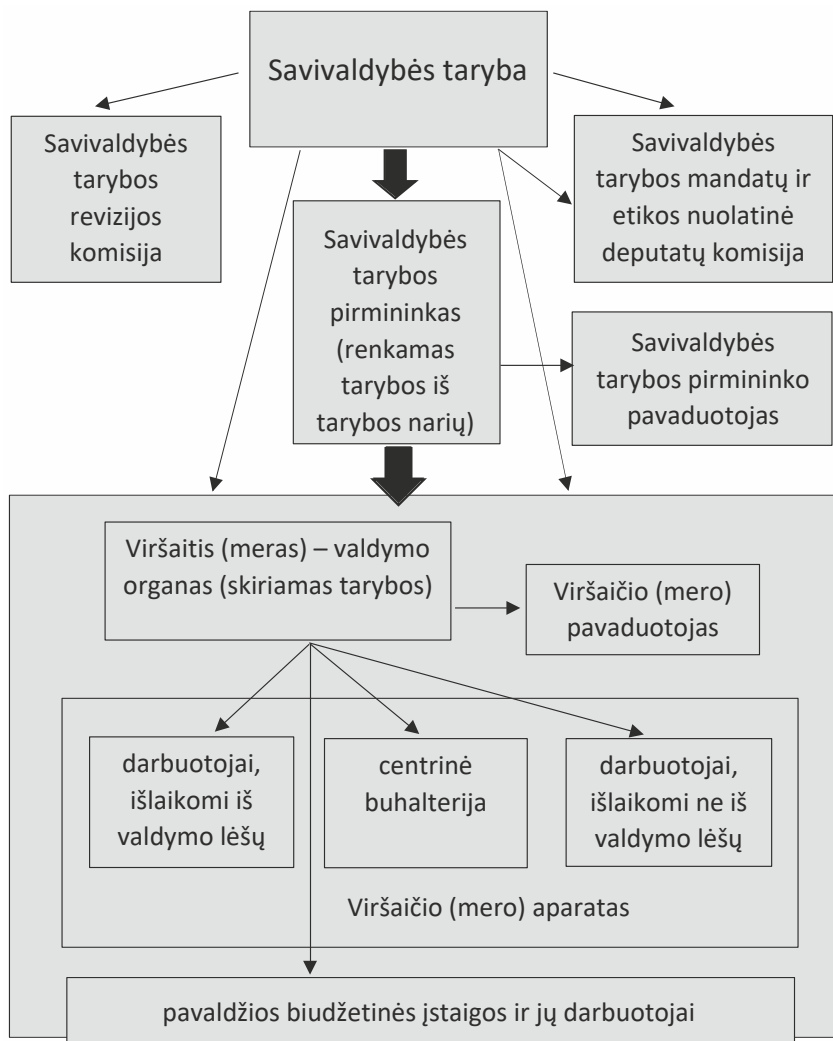 Savivaldybės taryba
Savivaldybės
tarybos
revizijos
komisija
Savivaldybės
tarybos mandatų ir
etikos nuolatinė
deputatų komisija
Savivaldybės
tarybos
pirmininkas
(renkamas
tarybos iš
tarybos narių)
Savivaldybės
tarybos pirmininko
pavaduotojas
Viršaitis (meras) – valdymo
organas (skiriamas tarybos)
Viršaičio (mero)
pavaduotojas
darbuotojai,
išlaikomi iš
valdymo lėšų
centrinė
buhalterija
darbuotojai,
išlaikomi ne iš
valdymo lėšų
Viršaičio (mero) aparatas
pavaldžios biudžetinės įstaigos ir jų darbuotojai